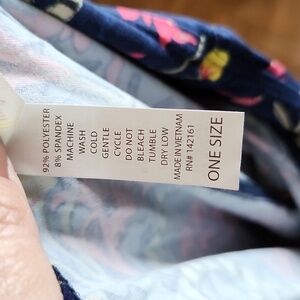 92% POLYESTER
8% SPANDEX
MACHINE
WASH
COLD
GENTLE
CYCLE
DO NOT
BLEACH
TUMBLE
DRY LOW
MADE IN VIETNAM
RN# 142161
ONE SIZE